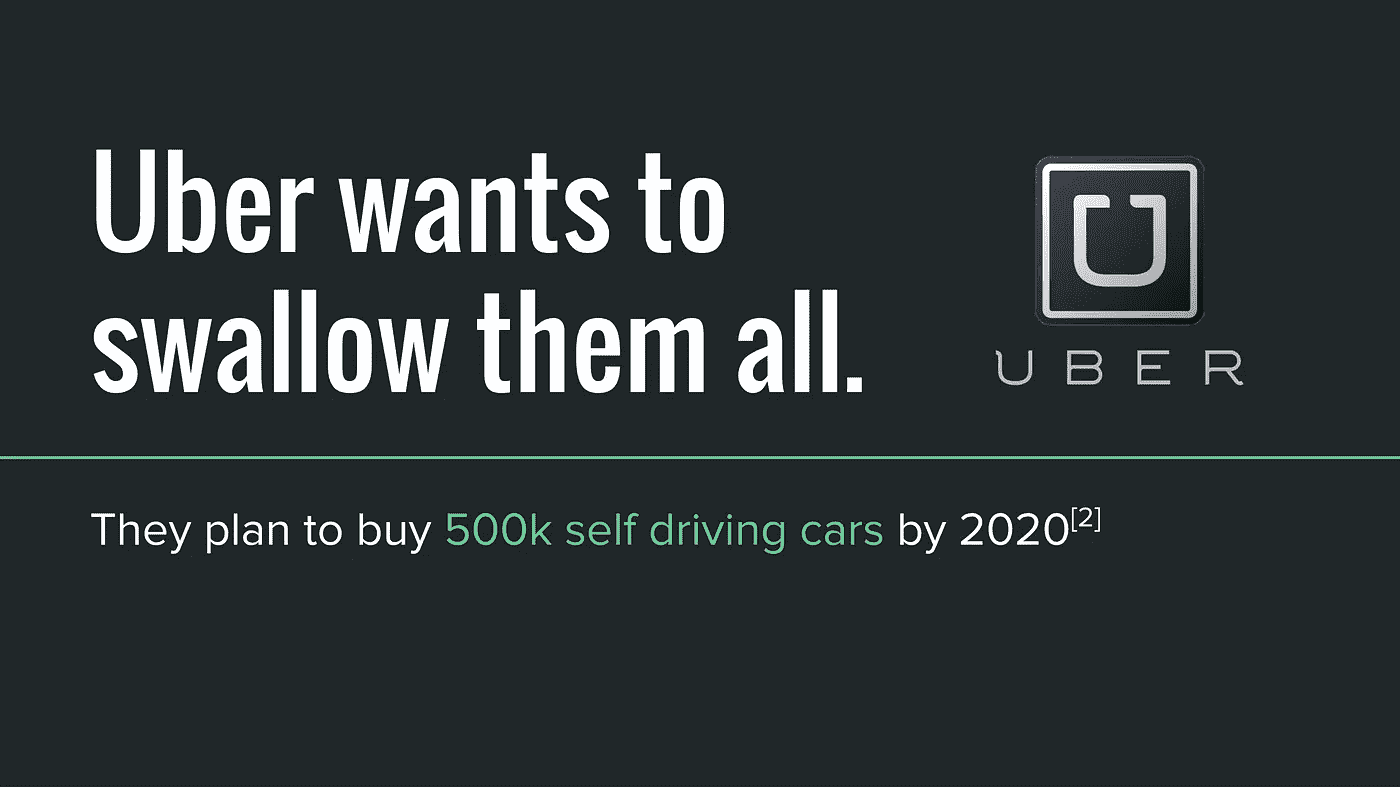 Uber wants to
swallow them all.
U
UBER
They plan to buy 500k self driving cars by 2020[2]